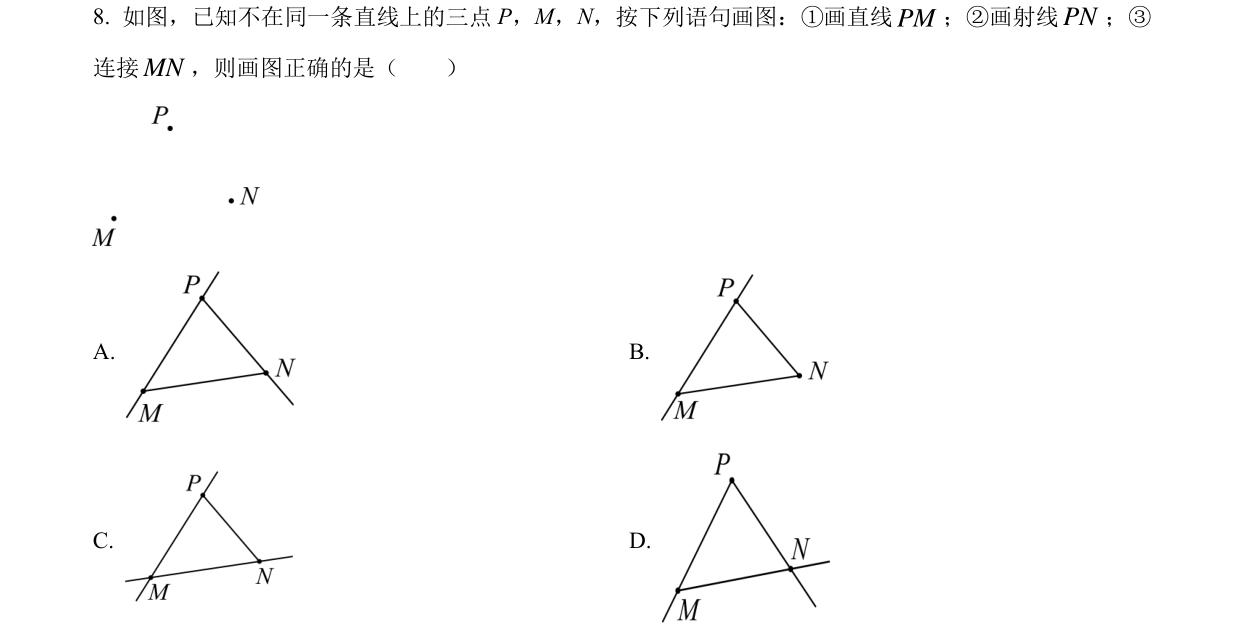 8. 如图，已知不在同一条直线上的三点 P，M，N，按下列语句画图：①画直线 PM ；②画射线 PN ；③
连接 MN ，则画图正确的是（　　）
P
N
M
P
A.
N
M
P
B.
N
M
P
C.
N
M
P
D.
N
M